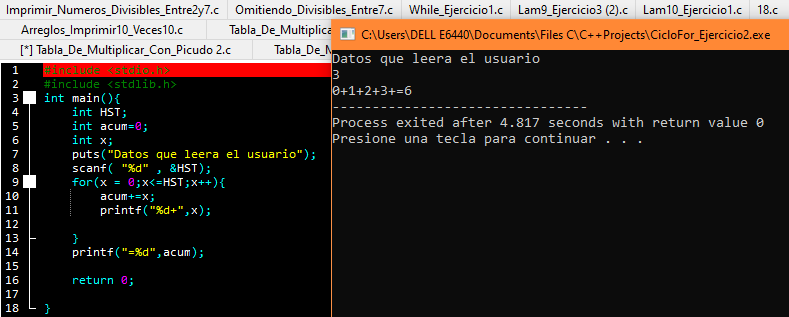 Imprimir_Numeros_Divisibles_Entre2y7.c Omitiendo_Divisibles_Entre7.c While_Ejercicio1.c Lam9_Ejercicio3 (2).c Lam10_Ejercicio1.c 18.c
Arreglos_Imprimir10_Veces10.c Tabla_De_Multiplica
[*] Tabla_De_Multiplicar_Con_Picudo 2.c Tabla_De_M
1 #include <stdio.h>
2 #include <stdlib.h>
3 int main(){
4 int HST;
5 int acum=0;
6 int x;
7 puts("Datos que leera el usuario");
8 scanf( "%d" , &HST);
9 for(x = 0;x<=HST;x++){
10 acum+=x;
11 printf("%d+",x);
12
13 }
14 printf("=%d",acum);
15
16 return 0;
17
18 }
C:\Users\DELL E6440\Documents\Files C\C++Projects\CicloFor_Ejercicio2.exe
Datos que leera el usuario
3
0+1+2+3+=6
--------------------------------
Process exited after 4.817 seconds with return value 0
Presione una tecla para continuar . . .